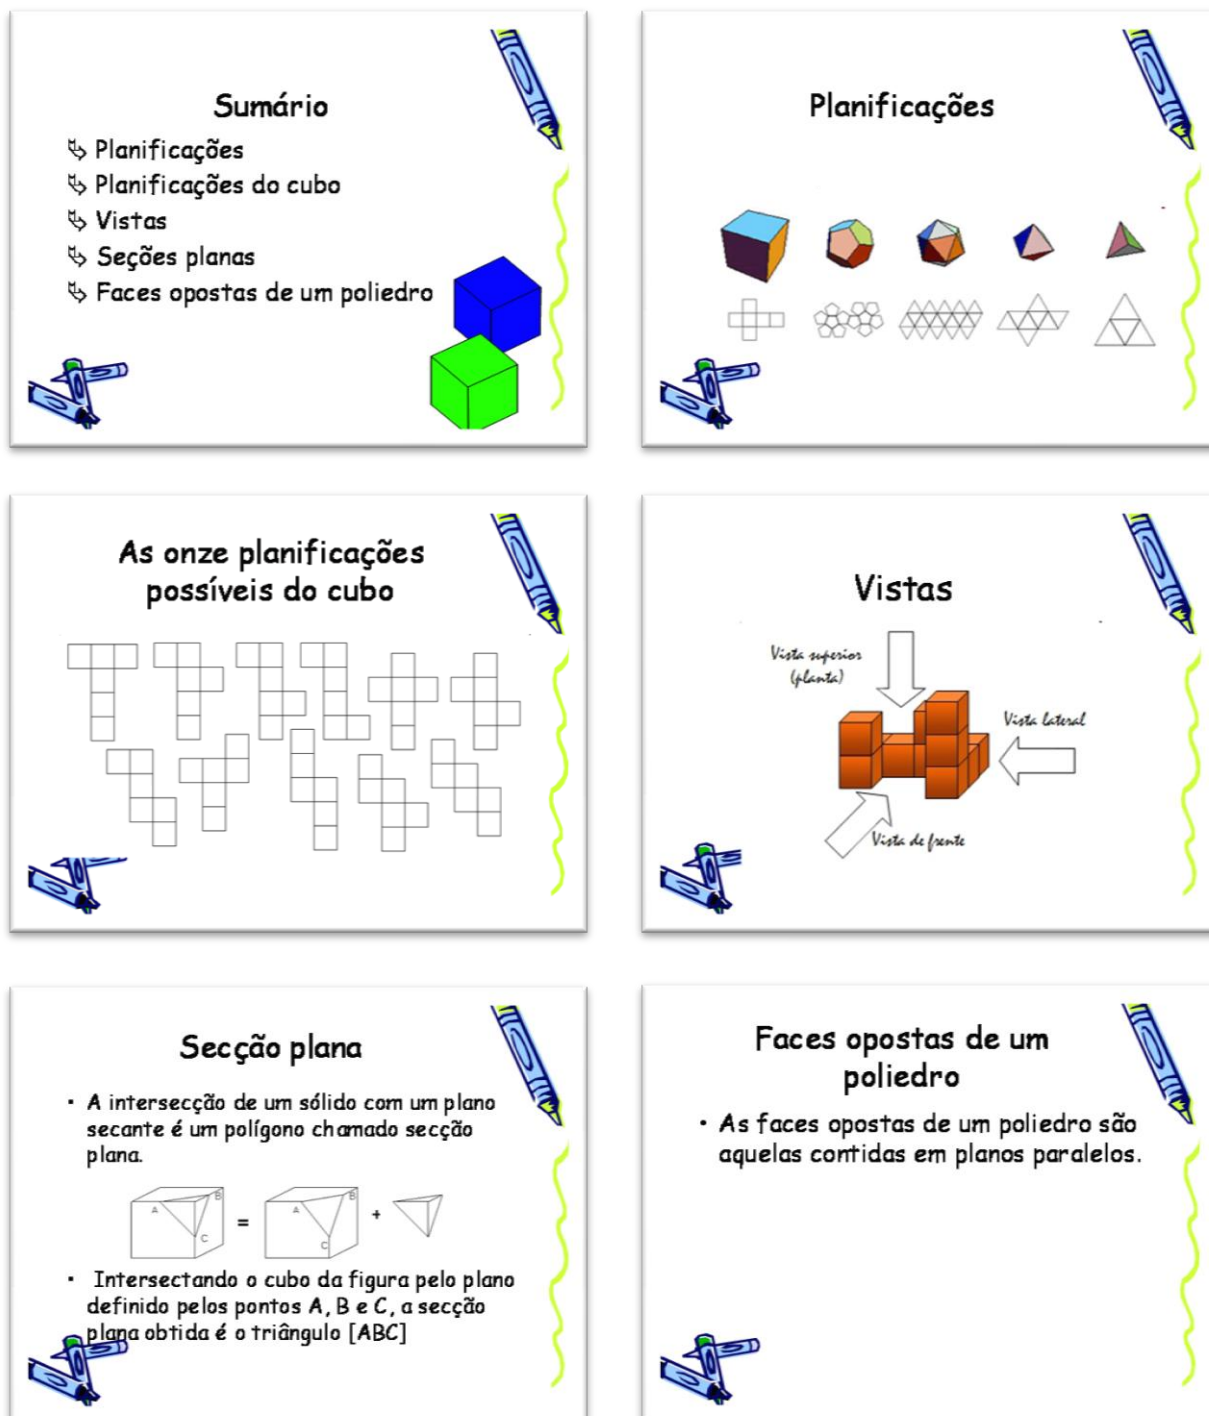 Sumário
Planificações
Planificações do cubo
Vistas
Seções planas
Faces opostas de um poliedro
Planificações
As onze planificações
possíveis do cubo
Vistas
Vista superior
(planta)
Vista lateral
Vista de frente
Secção plana
• A intersecção de um sólido com um plano
secante é um polígono chamado secção
plana.
A B C = A B C +
• Intersectando o cubo da figura pelo plano
definido pelos pontos A, B e C, a secção
plana obtida é o triângulo [ABC]
Faces opostas de um
poliedro
• As faces opostas de um poliedro são
aquelas contidas em planos paralelos.